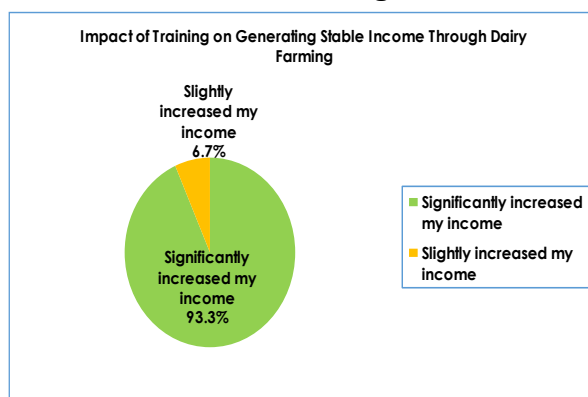 Impact of Training on Generating Stable Income Through Dairy
Farming
Slightly
increased my
income
6.7%
Significantly
increased my
income
93.3%
Significantly increased
my income
Slightly increased my
income